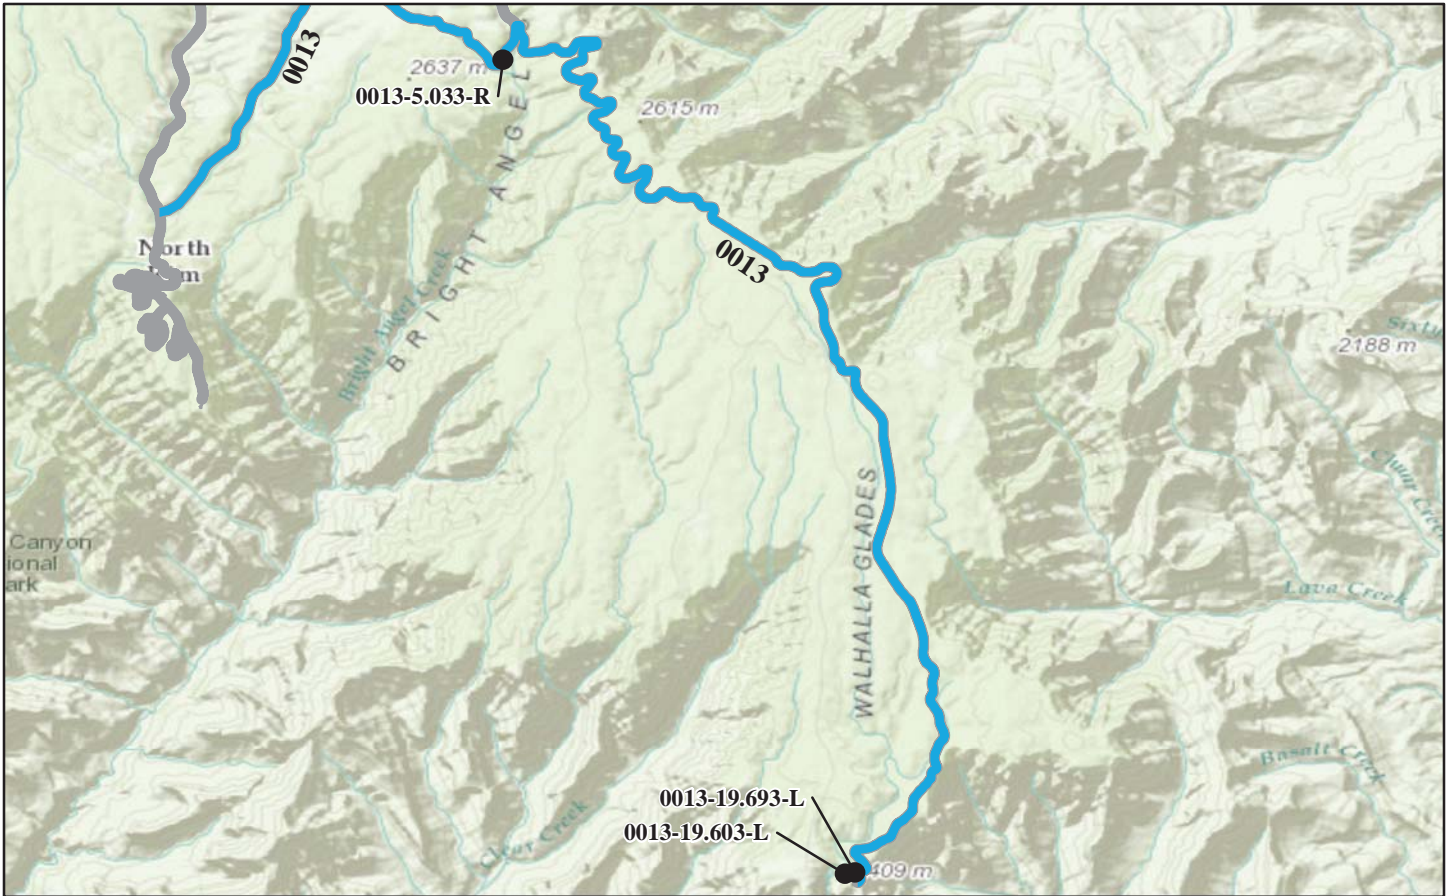 0013
2637 m
0013-5.033-R
2615 m
BRIGHT ANGEL
North
Bright Angel Creek
0013
2188 m
WALHALLA GLADES
Canyon
ional
ark
Lava Creek
Basalt Creek
0013-19.693-L
0013-19.603-L
Clear Creek
409 m